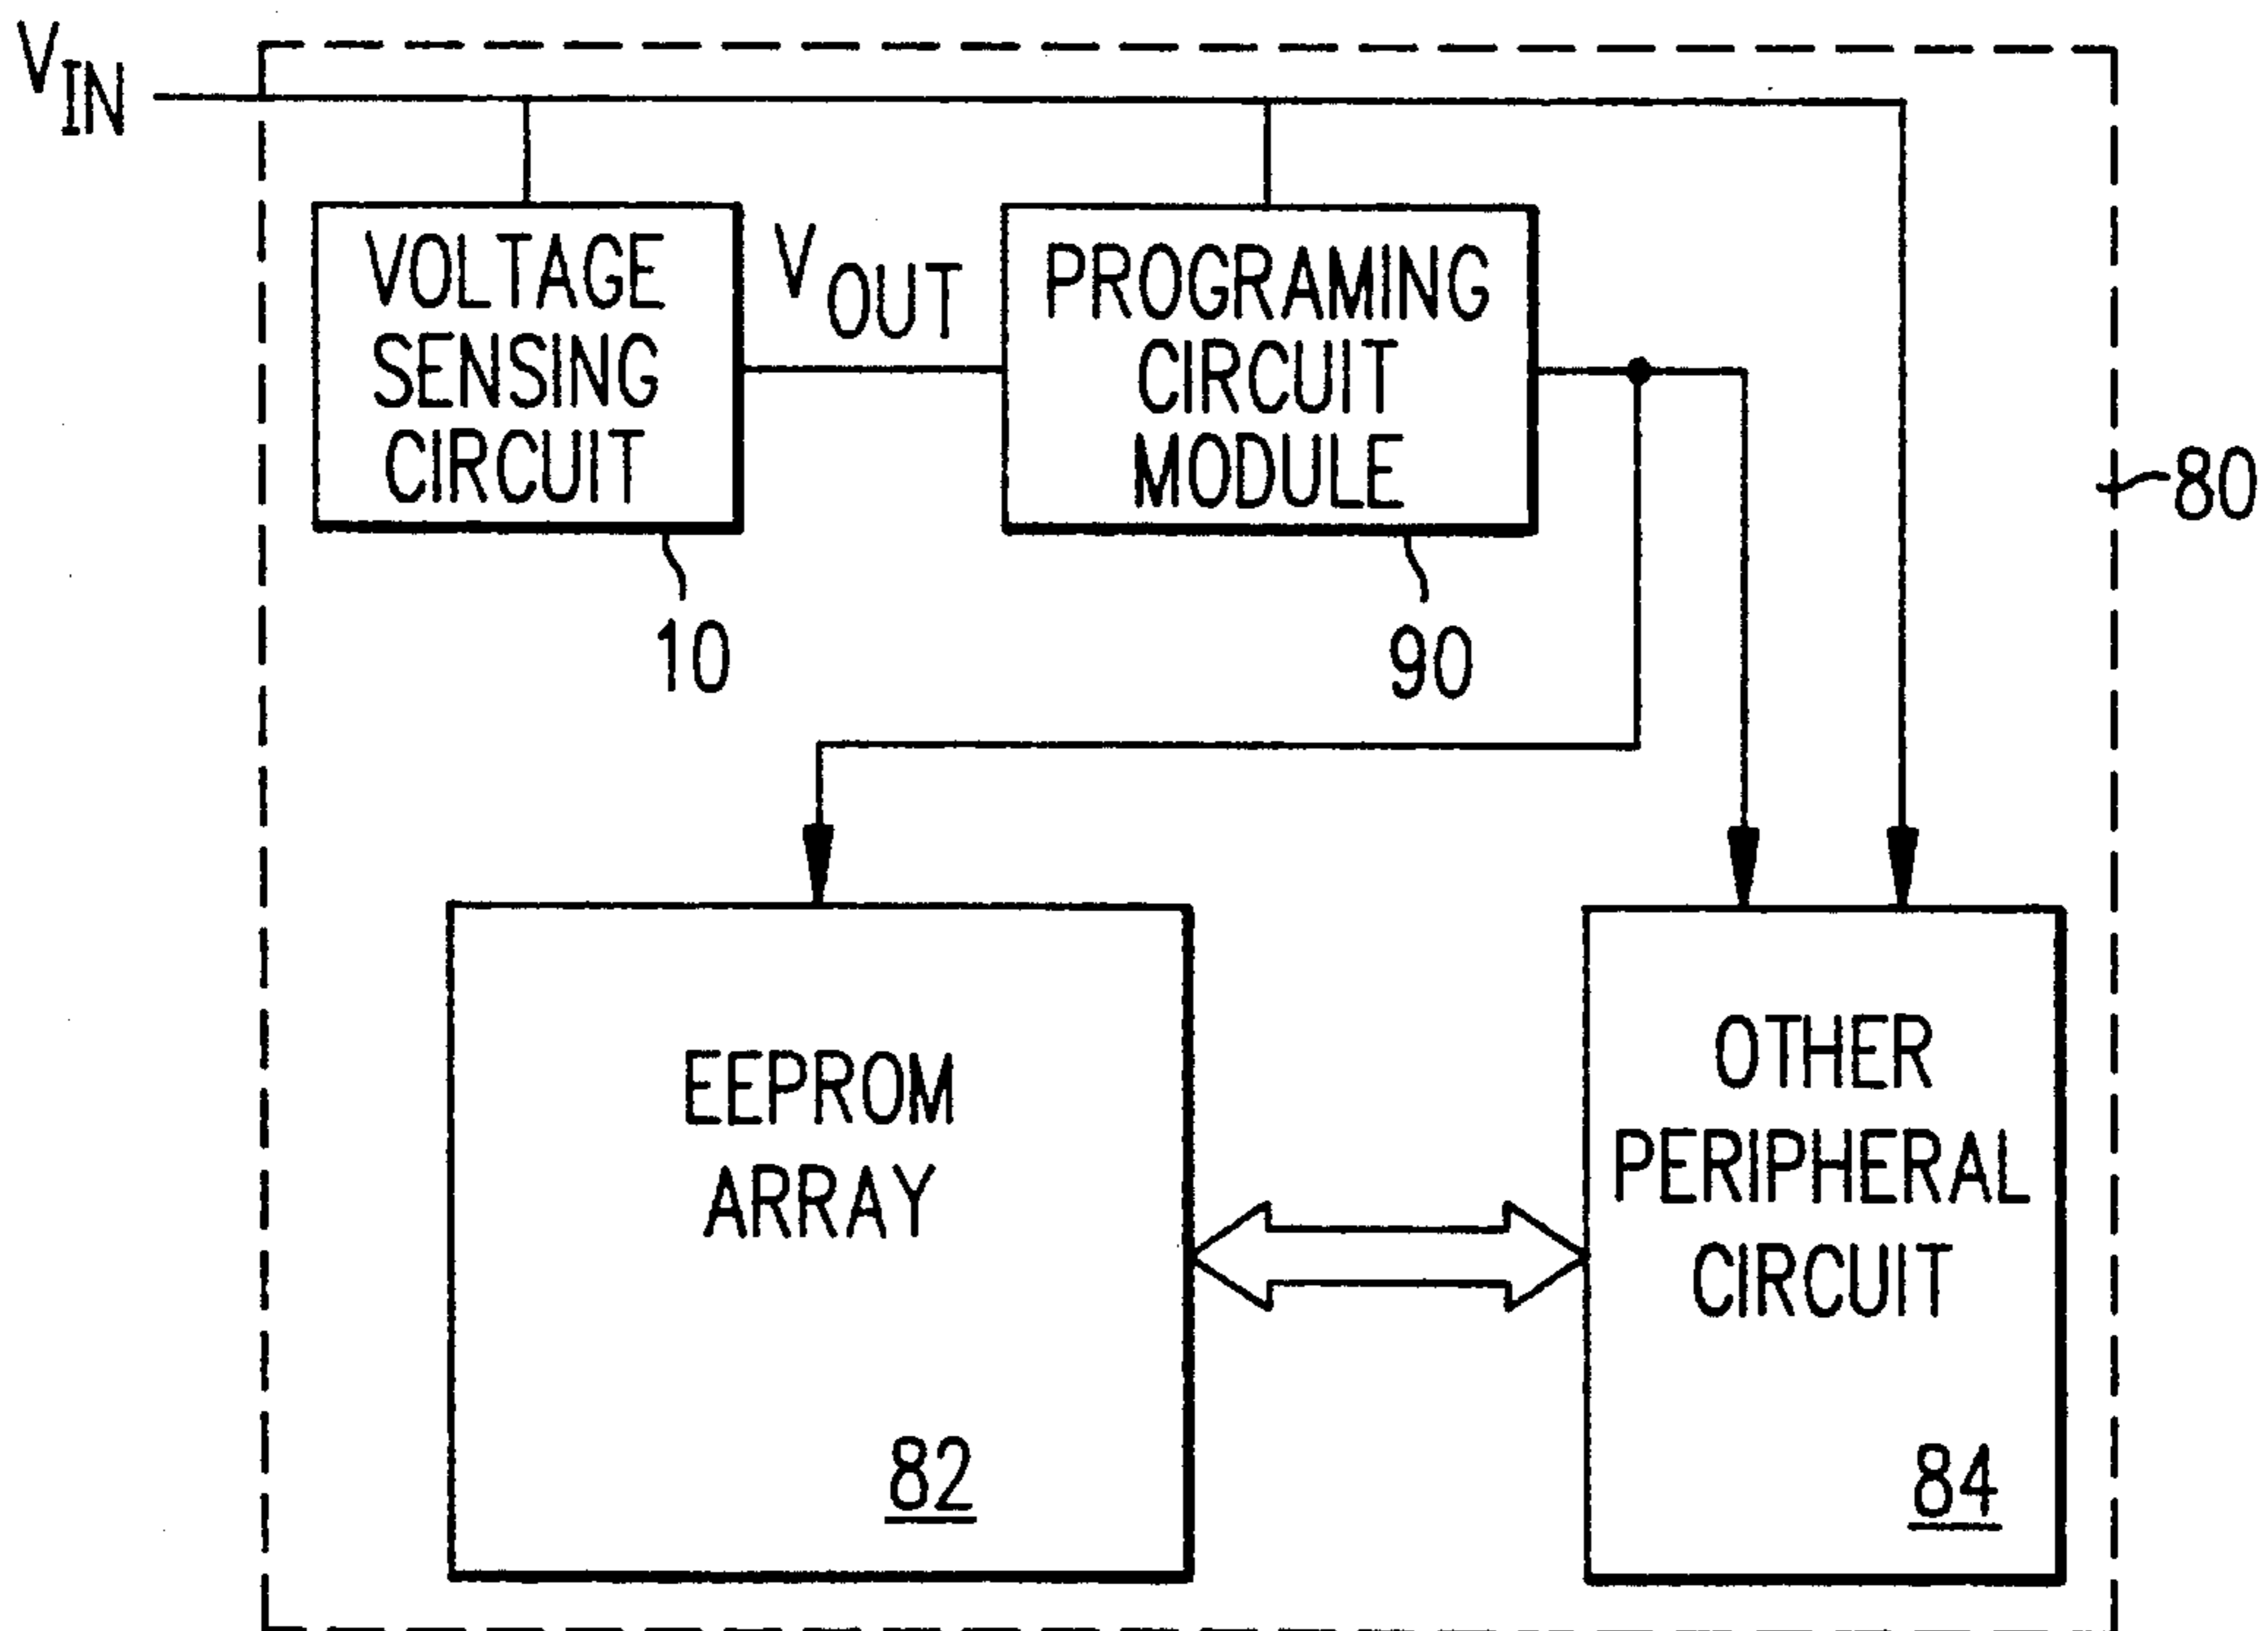 VIN
VOLTAGE
SENSING
CIRCUIT
VOUT
PROGRAMING
CIRCUIT
MODULE
80
10
90
EEPROM
ARRAY
82
OTHER
PERIPHERAL
CIRCUIT
84